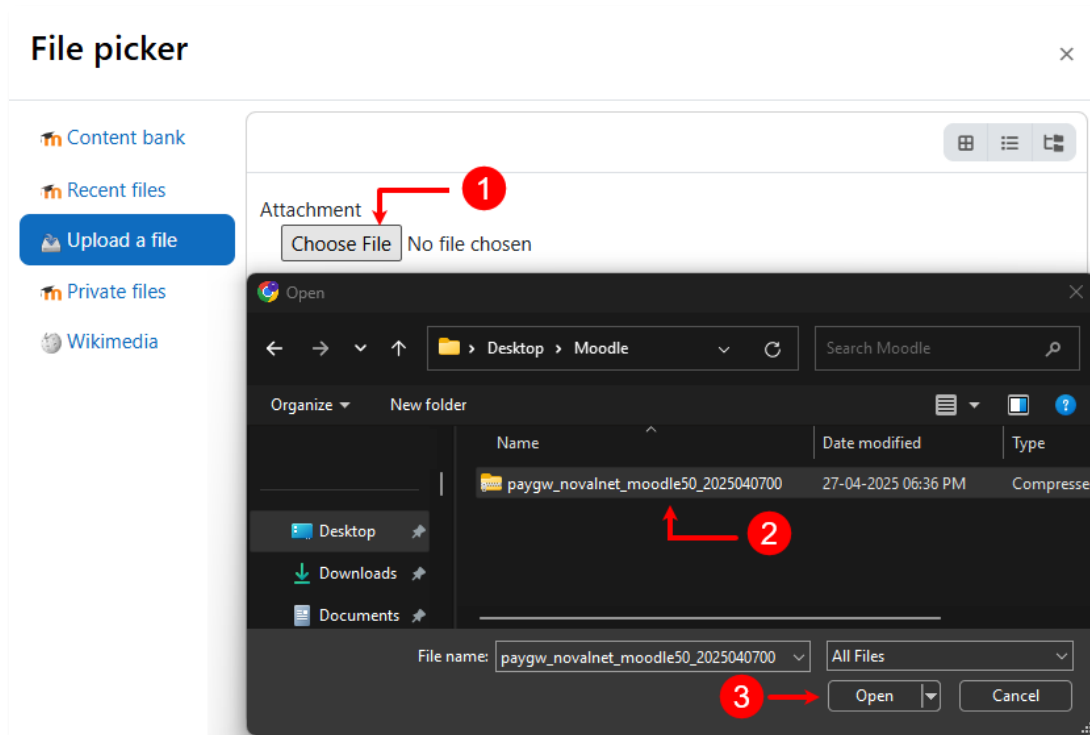 File picker
Content bank
Recent files
Upload a file
Private files
Wikimedia
1
Attachment
Choose File No file chosen
Open
Desktop Moodle
Search Moodle
Organize New folder
?
Name Date modified Type
paygw_novalnet_moodle50_2025040700 27-04-2025 06:36 PM Compresse
2
Desktop
Downloads
Documents
File name: paygw_novalnet_moodle50_2025040700 All Files
3
Open Cancel